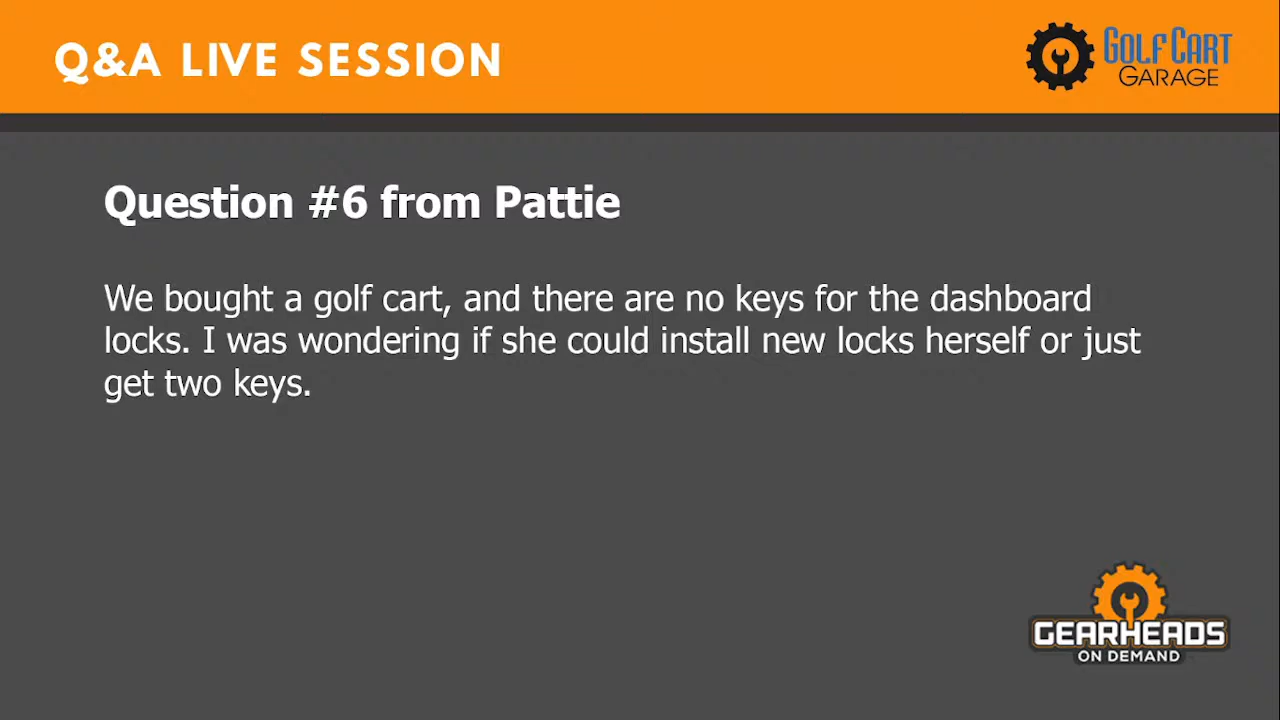 Q&A LIVE SESSION
GOLF CART
GARAGE
Question #6 from Pattie
We bought a golf cart, and there are no keys for the dashboard
locks. I was wondering if she could install new locks herself or just
get two keys.
GEARHEADS
ON DEMAND